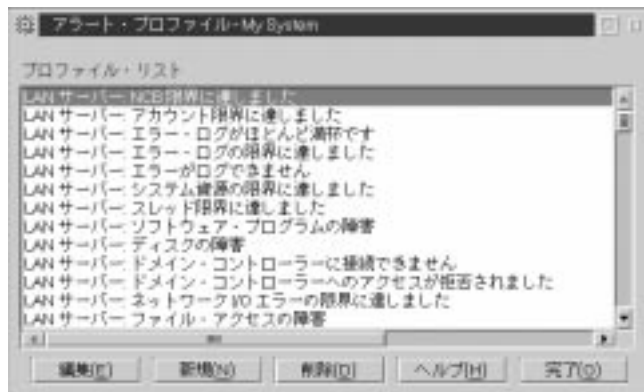 アラート・プロファイル - My System
プロファイル・リスト
LAN サーバー: NCB 限界に達しました
LAN サーバー: アカウント限界に達しました
LAN サーバー: エラー・ログがほとんど満杯です
LAN サーバー: エラー・ログの限界に達しました
LAN サーバー: エラーがログできません
LAN サーバー: システム資源の限界に達しました
LAN サーバー: スレッド限界に達しました
LAN サーバー: ソフトウェア・プログラムの障害
LAN サーバー: ディスクの障害
LAN サーバー: ドメイン・コントローラーに接続できません
LAN サーバー: ドメイン・コントローラーへのアクセスが拒否されました
LAN サーバー: ネットワーク I/O エラーの限界に達しました
LAN サーバー: ファイル・アクセスの障害
編集(E) 新規(N) 削除(D) ヘルプ(H) 完了(O)